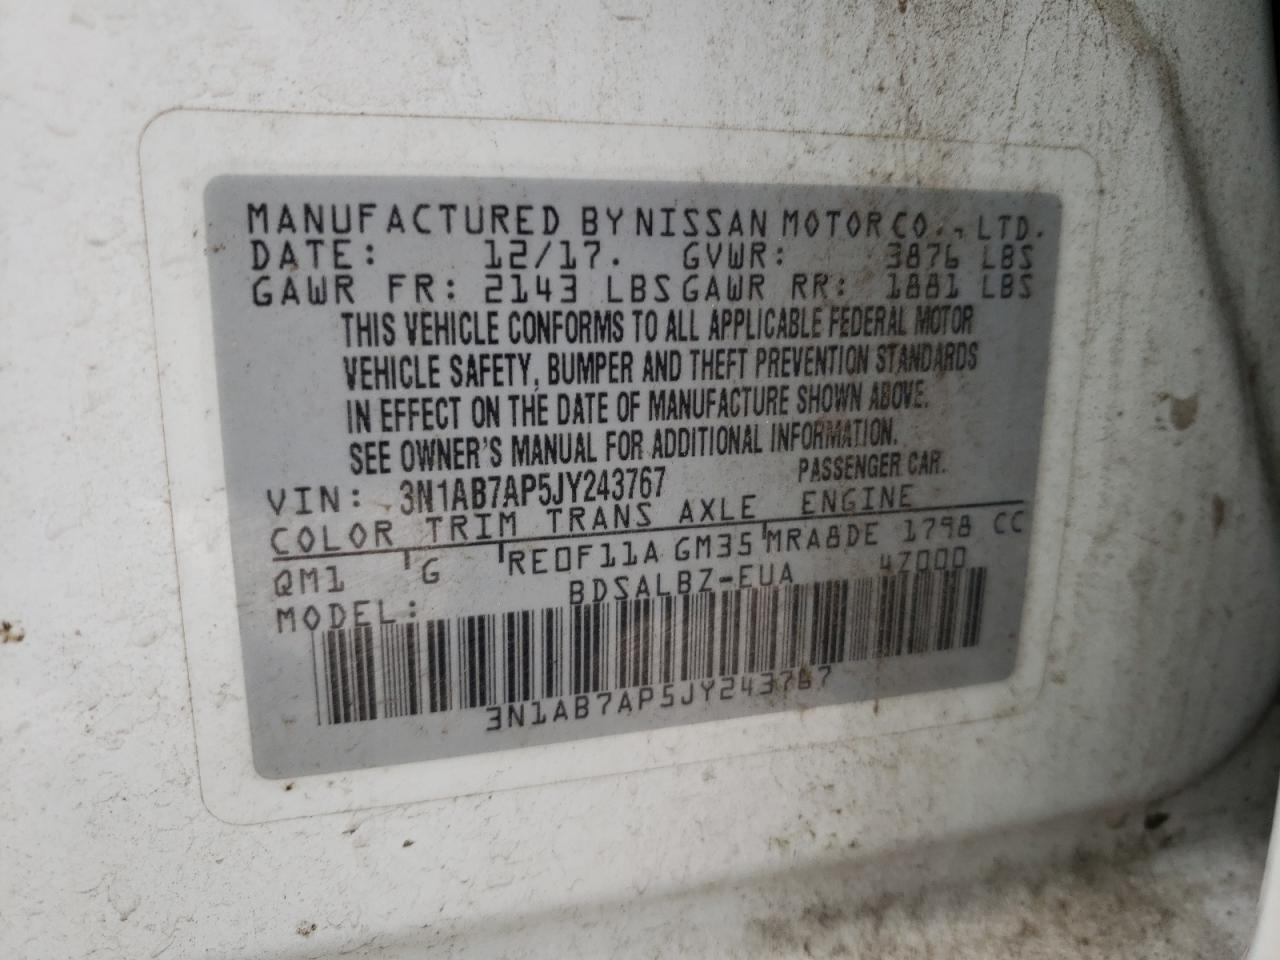 MANUFACTURED BY NISSAN MOTOR CO., LTD.
DATE: 12/17. GVWR: 3876 LBS
GAWR FR: 2143 LBS GAWR RR: 1881 LBS
THIS VEHICLE CONFORMS TO ALL APPLICABLE FEDERAL MOTOR
VEHICLE SAFETY, BUMPER AND THEFT PREVENTION STANDARDS
IN EFFECT ON THE DATE OF MANUFACTURE SHOWN ABOVE.
SEE OWNER'S MANUAL FOR ADDITIONAL INFORMATION.
VIN: 3N1AB7AP5JY243767 PASSENGER CAR.
COLOR TRIM TRANS AXLE ENGINE
QM1 G RE0F11A GM35 MRA8DE 1798 CC
MODEL: BDSALBZ-EUA 47000
3N1AB7AP5JY243767